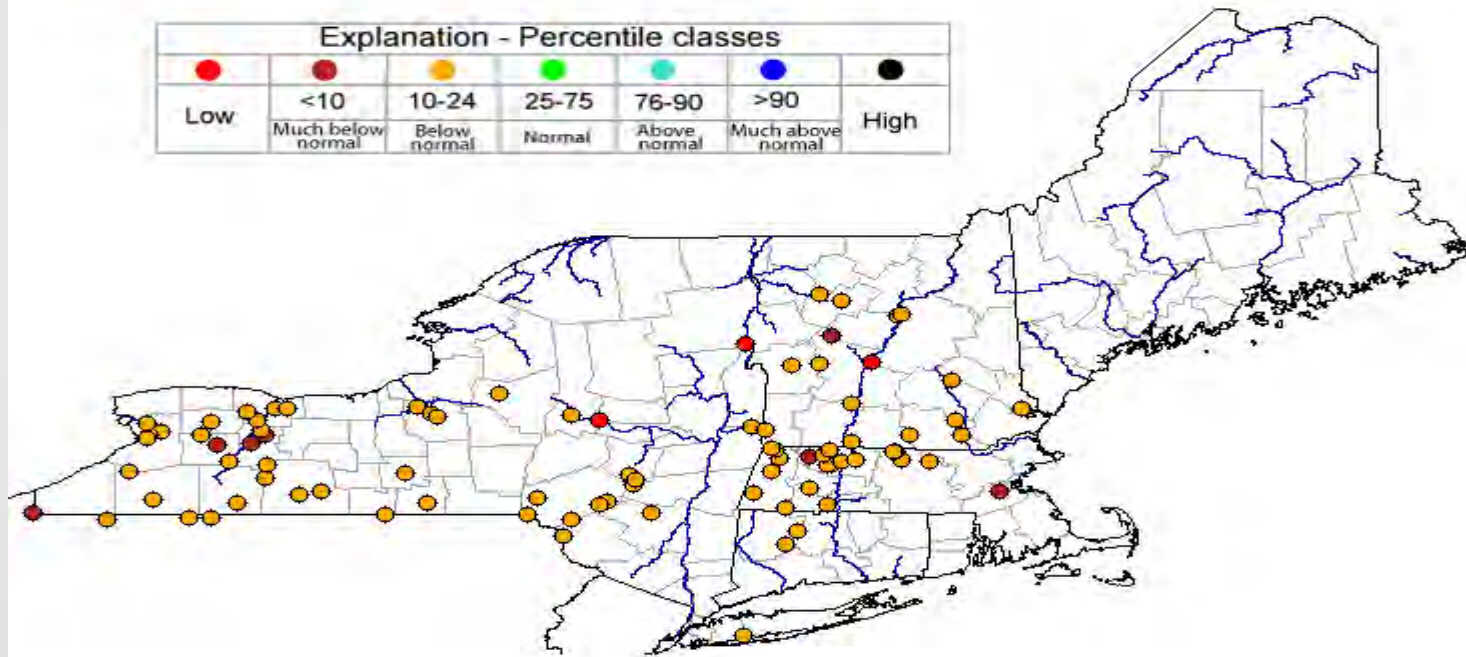 Explanation - Percentile classes
Low <10 10-24 25-75 76-90 >90 High
Much below normal Below normal Normal Above normal Much above normal